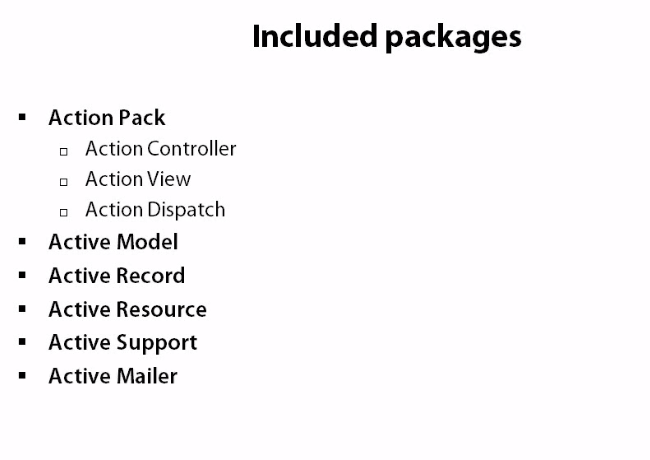 Included packages
Action Pack
Action Controller
Action View
Action Dispatch
Active Model
Active Record
Active Resource
Active Support
Active Mailer